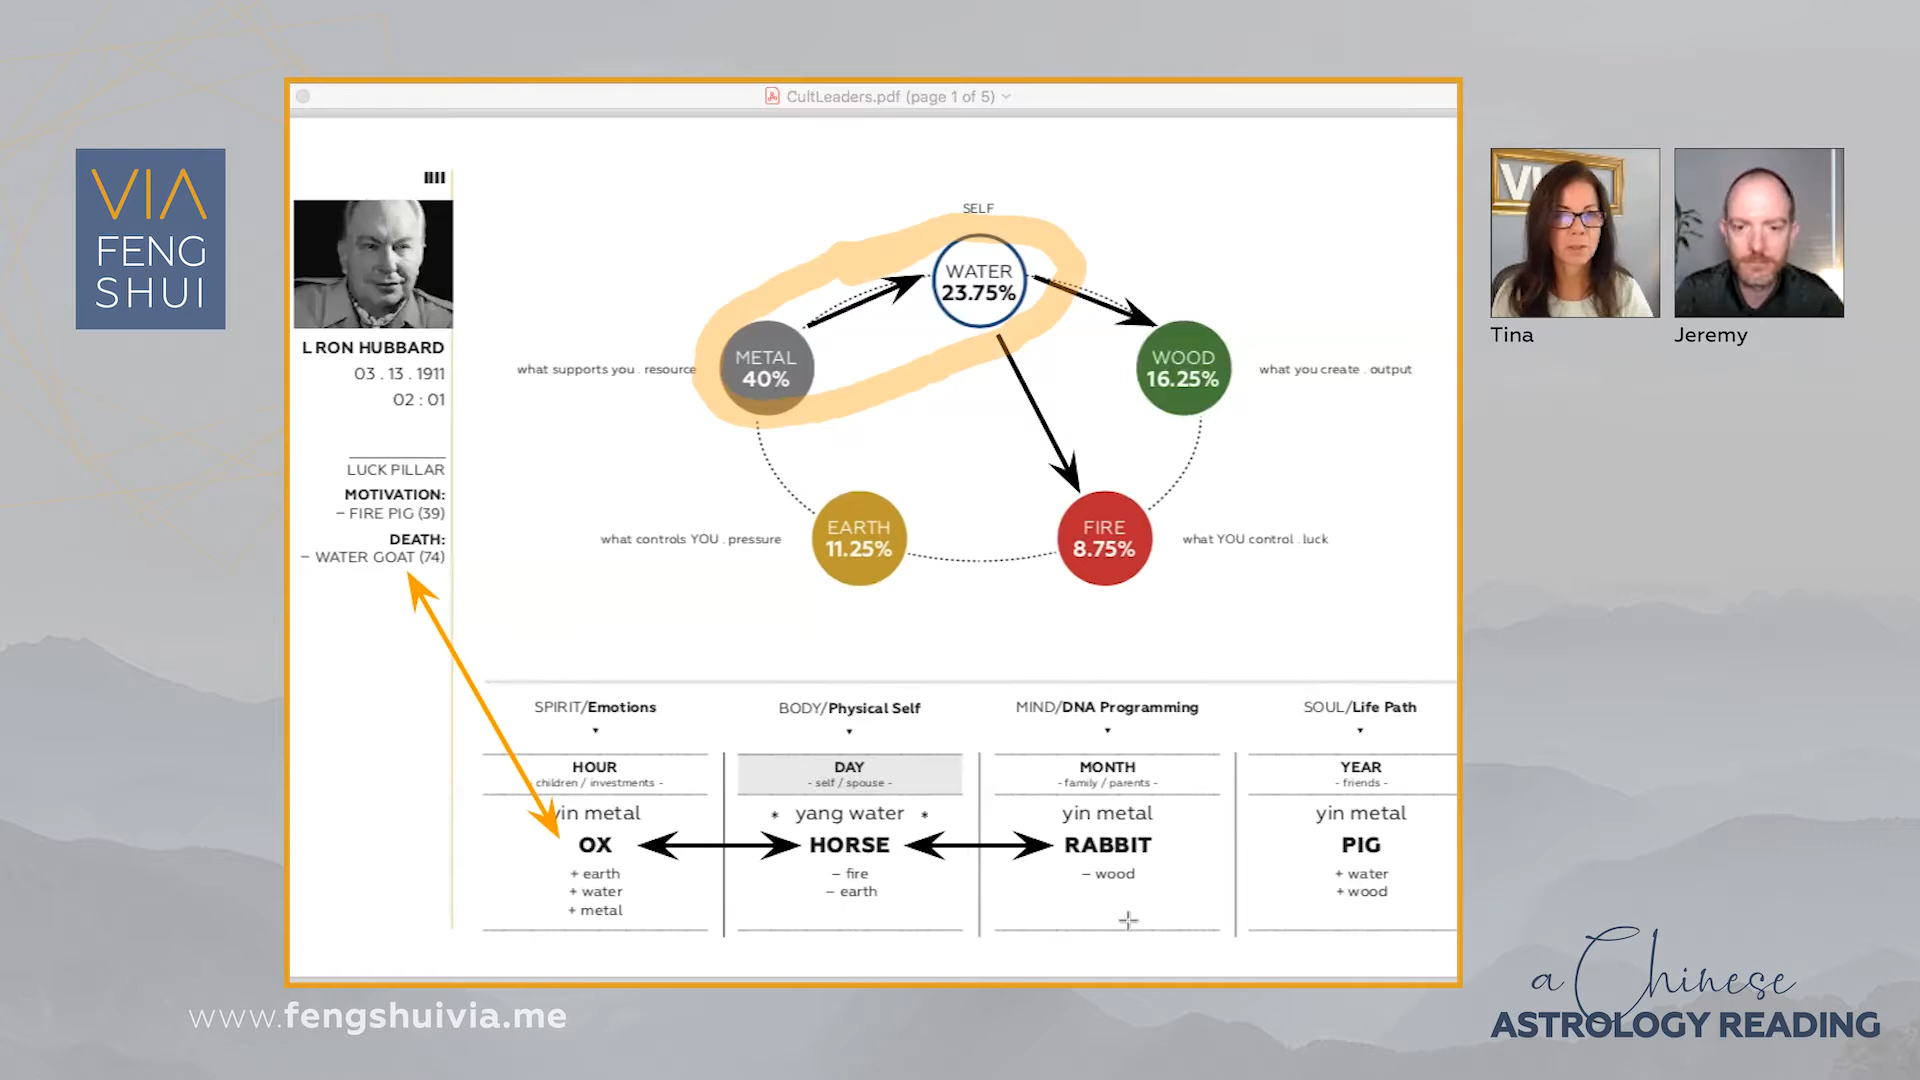 CultLeaders.pdf (page 1 of 5)
VIA
FENG
SHUI
L RON HUBBARD
03 . 13 . 1911
02 : 01
LUCK PILLAR
MOTIVATION:
– FIRE PIG (39)
DEATH:
– WATER GOAT (74)
SELF
WATER
23.75%
METAL
40%
what supports you . resource
WOOD
16.25%
what you create . output
EARTH
11.25%
what controls YOU . pressure
FIRE
8.75%
what YOU control . luck
SPIRIT/Emotions
HOUR
children / investments -
yin metal
OX
+ earth
+ water
+ metal
BODY/Physical Self
DAY
- self / spouse -
* yang water *
HORSE
– fire
– earth
MIND/DNA Programming
MONTH
- family / parents -
yin metal
RABBIT
– wood
SOUL/Life Path
YEAR
- friends -
yin metal
PIG
+ water
+ wood
VI
Tina
Jeremy
www.fengshuivia.me
a Chinese
ASTROLOGY READING